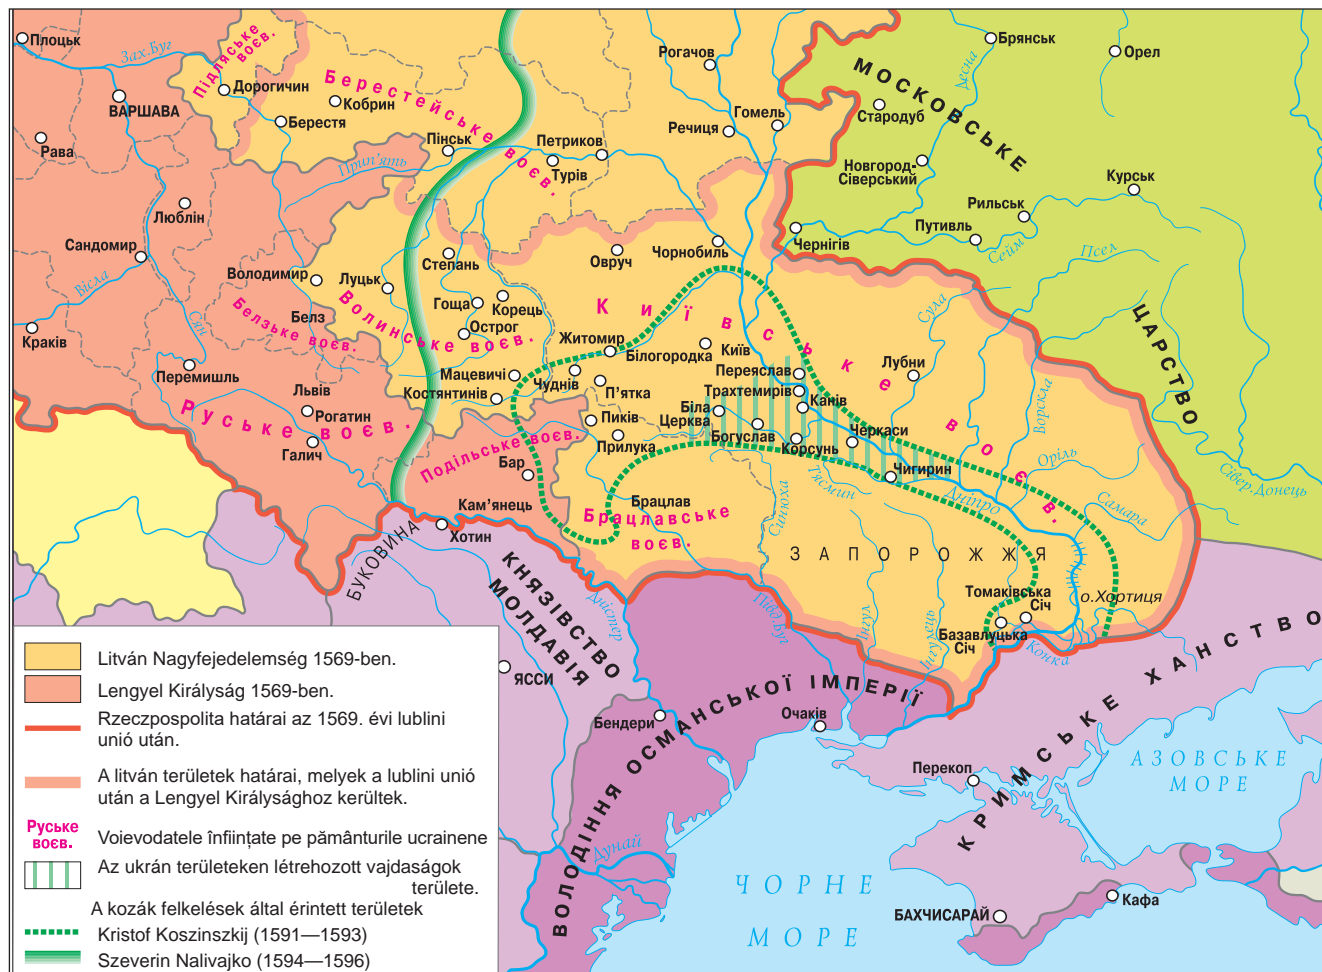 Плоцьк
Зах.Буг
Підляське
воєв.
Дорогичин
ВАРШАВА
Рава
Берестейське воєв.
Кобрин
Берестя
Пінськ
Прип'ять
Петриков
Турів
Рогачов
Гомель
Речиця
Брянськ
Орел
Десна
МОСКОВСЬКЕ
ЦАРСТВО
Стародуб
Новгород-
Сіверський
Курськ
Рильськ
Путивль
Сейм
Псел
Чернігів
Люблін
Сандомир
Вісла
Сян
Краків
Володимир
Луцьк
Белз
Белзьке воєв.
Волинське воєв.
Степань
Гоща
Корець
Острог
Овруч
Чорнобиль
Київське воєв.
Житомир
Білогородка
Київ
Сула
Лубни
Переяслав
Трахтемирів
Канів
Мацевичі
Чуднів
П'ятка
Костянтинів
Перемишль
Львів
Рогатин
Галич
Руське воєв.
Пиків
Прилука
Біла
Церква
Богуслав
Корсунь
Черкаси
Чигирин
Ворскла
Оріль
Сівер.Донець
Самара
Дніпро
Тясмин
Синюха
Подільське воєв.
Бар
Кам'янець
Брацлав
Брацлавське
воєв.
ЗАПОРОЖЖЯ
Хотин
БУКОВИНА
КНЯЗІВСТВО
МОЛДАВІЯ
Дністер
Півд.Буг
Інгул
Інгулець
Томаківська
Січ
о.Хортиця
Базавлуцька
Січ
Конка
ЯССИ
Бендери
Очаків
ВОЛОДІННЯ ОСМАНСЬКОЇ ІМПЕРІЇ
КРИМСЬКЕ ХАНСТВО
Перекоп
АЗОВСЬКЕ
МОРЕ
Дунай
ЧОРНЕ
МОРЕ
БАХЧИСАРАЙ
Кафа
Litván Nagyfejedelemség 1569-ben.
Lengyel Királyság 1569-ben.
Rzeczpospolita határai az 1569. évi lublini
unió után.
A litván területek határai, melyek a lublini unió
után a Lengyel Királysághoz kerültek.
Руське
воєв.
Voievodatele înființate pe pământurile ucrainene
Az ukrán területeken létrehozott vajdaságok
területe.
A kozák felkelések által érintett területek
Kristof Koszinszkij (1591—1593)
Szeverin Nalivajko (1594—1596)